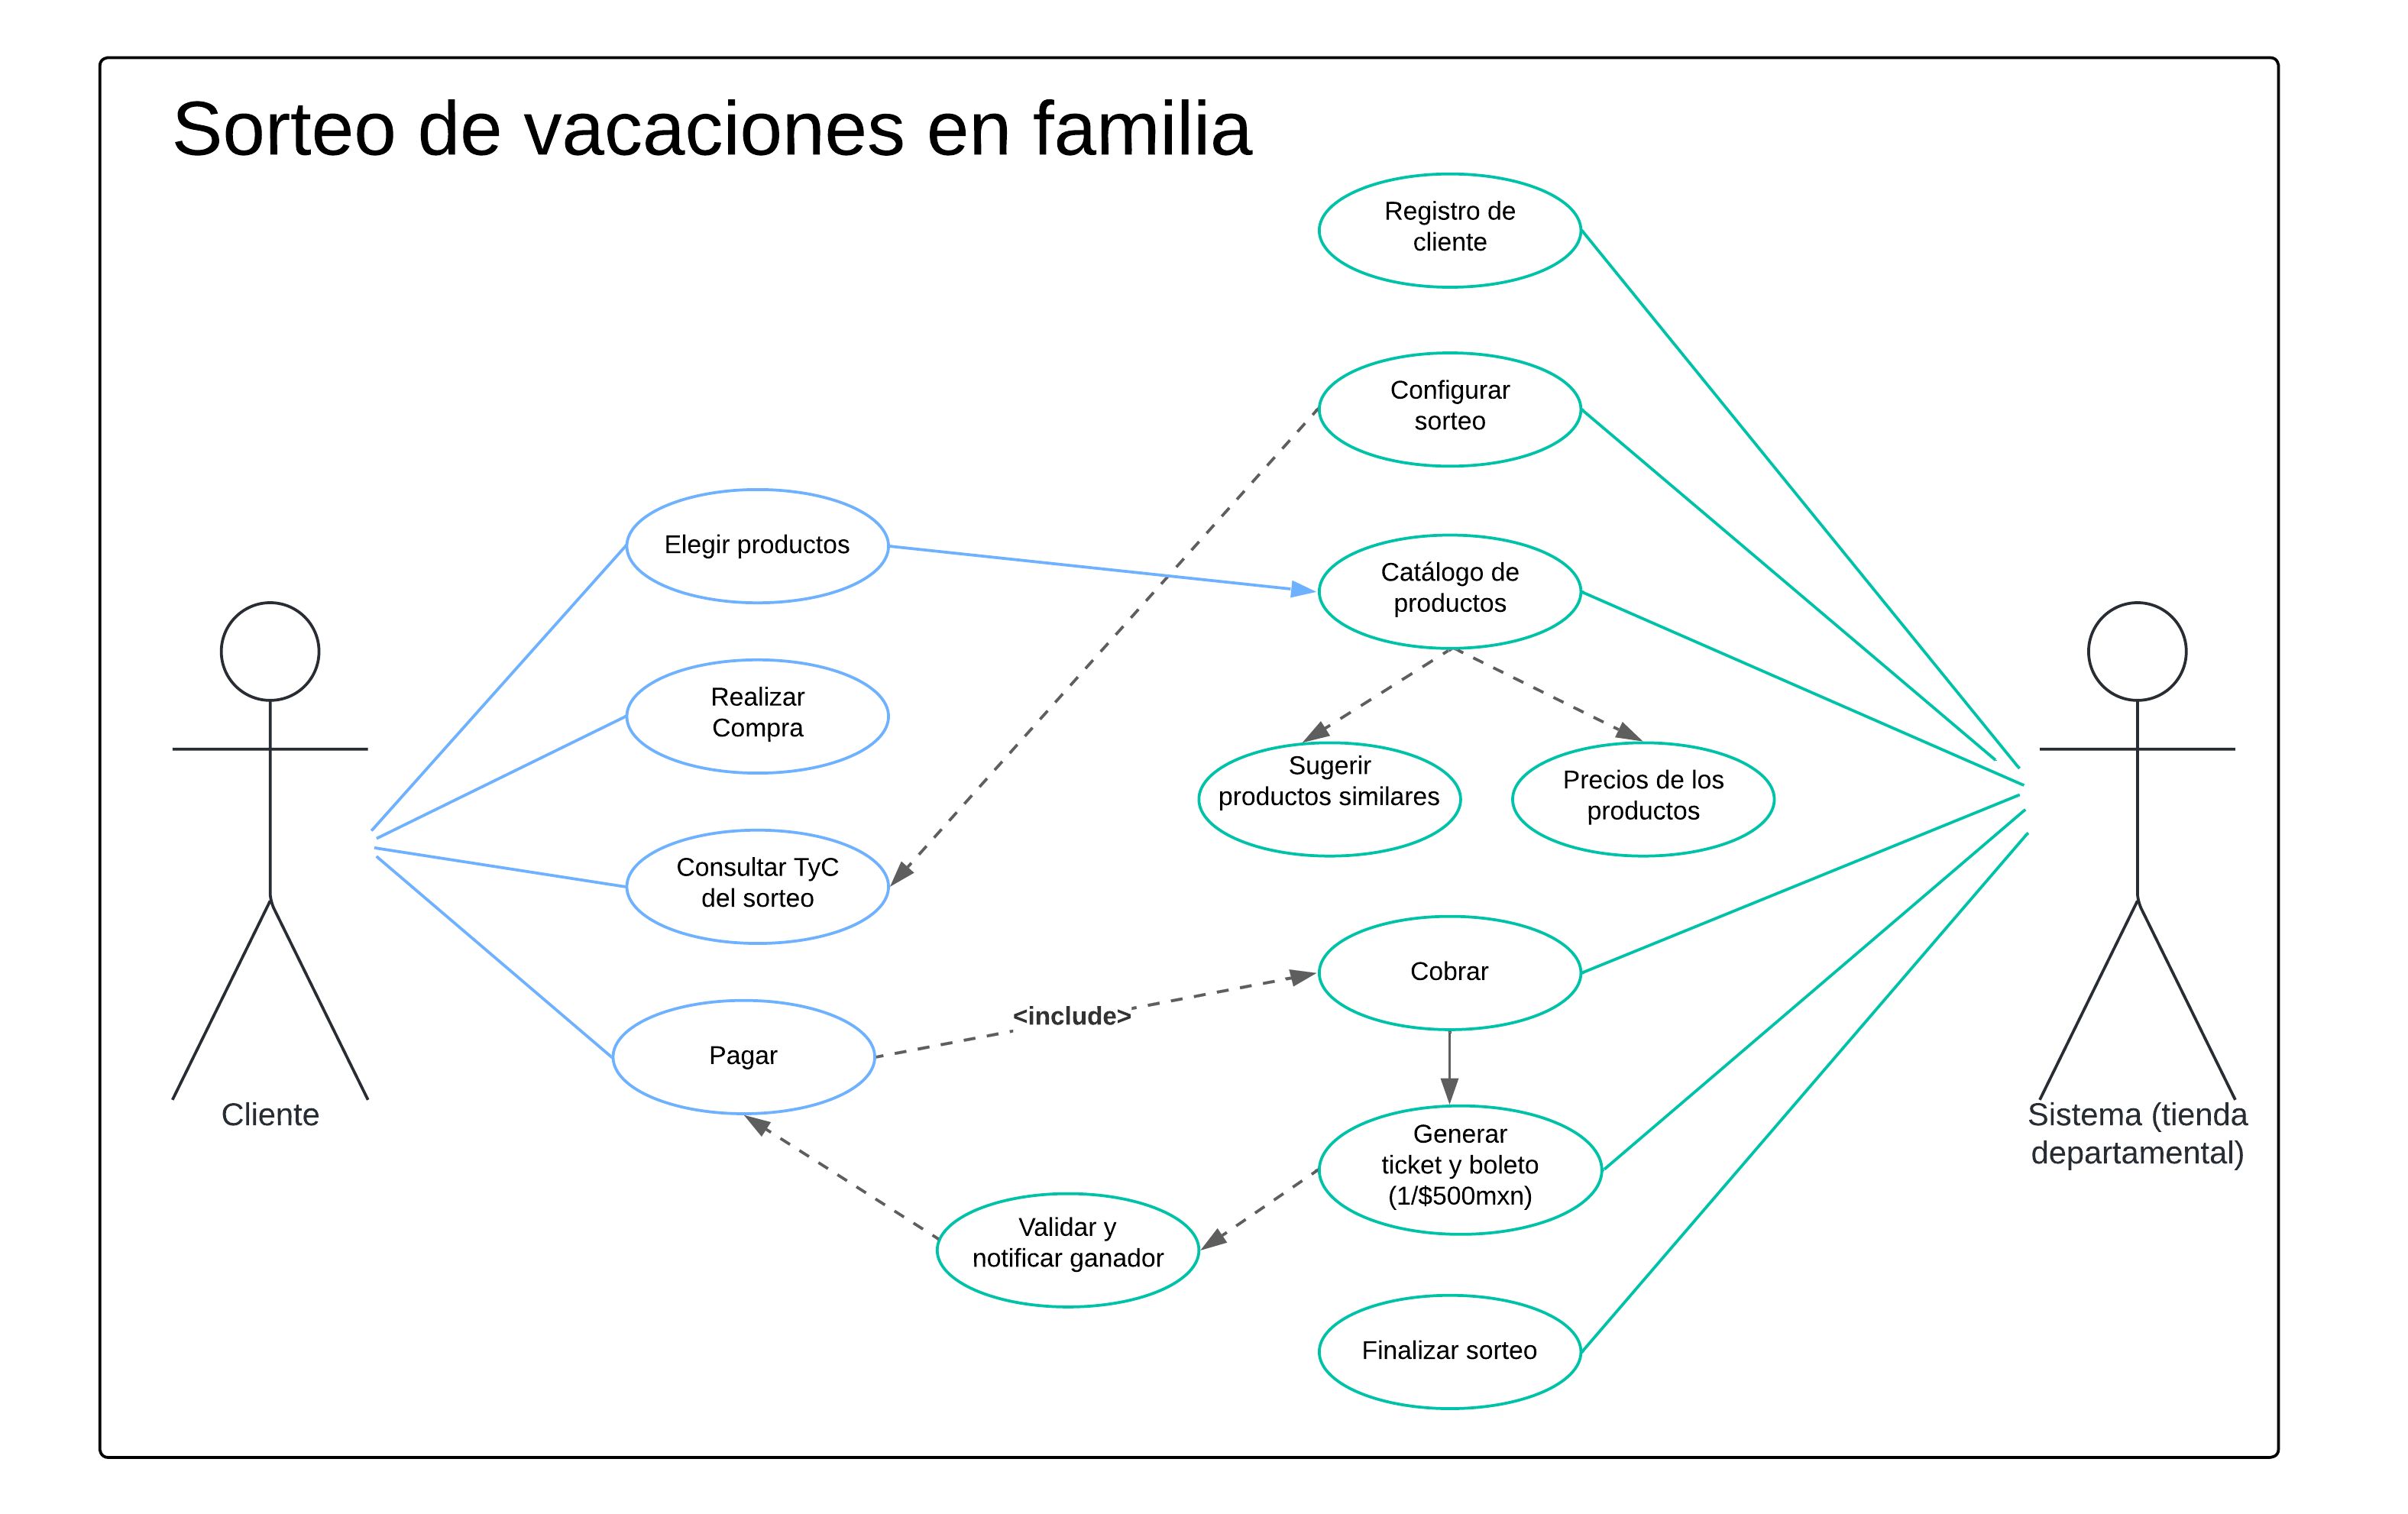 Sorteo de vacaciones en familia
Registro de
cliente
Configurar
sorteo
Elegir productos
Catálogo de
productos
Realizar
Compra
Sugerir
productos similares
Precios de los
productos
Consultar TyC
del sorteo
Cobrar
<include>
Pagar
Cliente
Sistema (tienda
departamental)
Generar
ticket y boleto
(1/$500mxn)
Validar y
notificar ganador
Finalizar sorteo